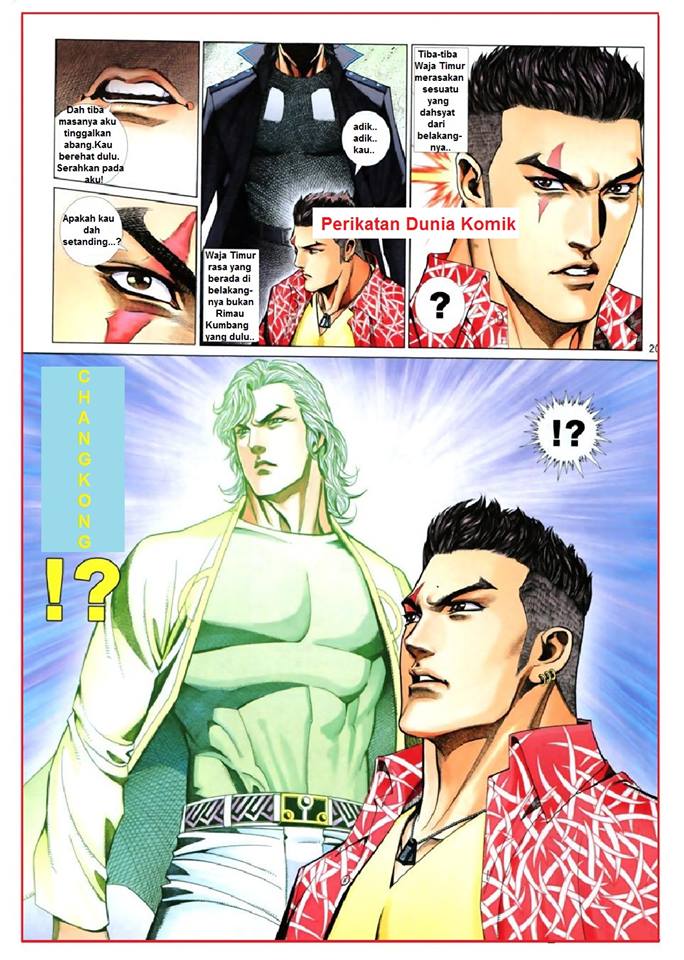 Dah tiba
masanya aku
tinggalkan
abang.Kau
berehat dulu.
Serahkan pada
aku!
adik..
adik..
kau..
Tiba-tiba
Waja Timur
merasakan
sesuatu
yang
dahsyat
dari
belakang-
nya..
Apakah kau
dah
setanding...?
Waja Timur
rasa yang
berada di
belakang-
nya bukan
Rimau
Kumbang
yang dulu..
Perikatan Dunia Komik
?
20
CHANGKONG
!?
!?